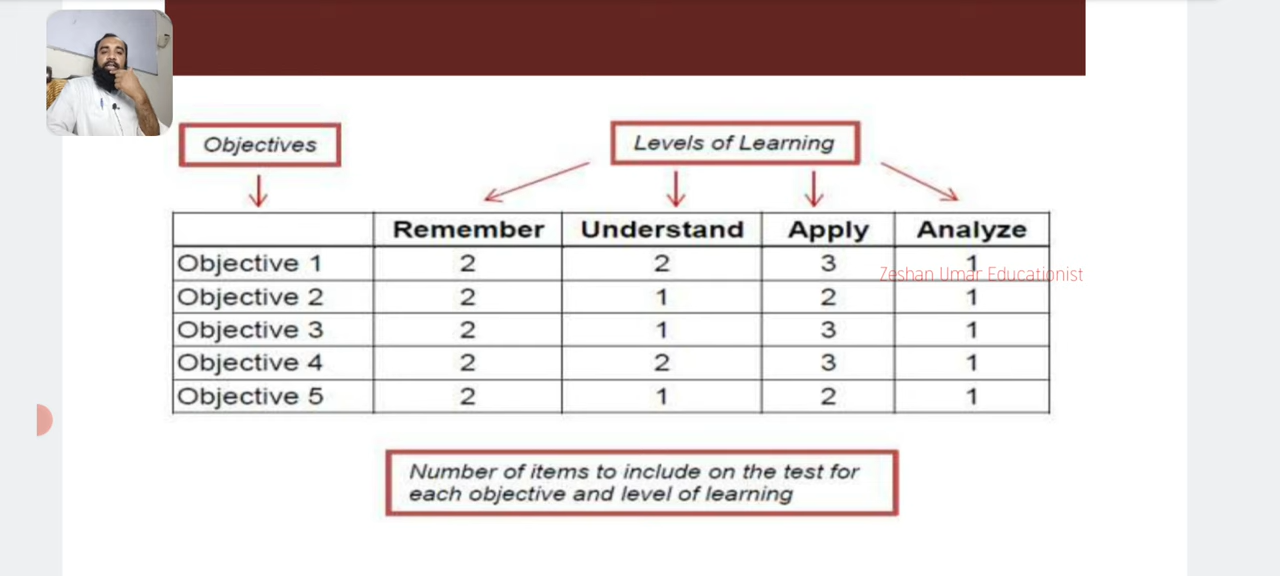 Objectives
Levels of Learning
Remember Understand Apply Analyze
Objective 1 2 2 3 1
Zeshan Umar Educationist
Objective 2 2 1 2 1
Objective 3 2 1 3 1
Objective 4 2 2 3 1
Objective 5 2 1 2 1
Number of items to include on the test for
each objective and level of learning